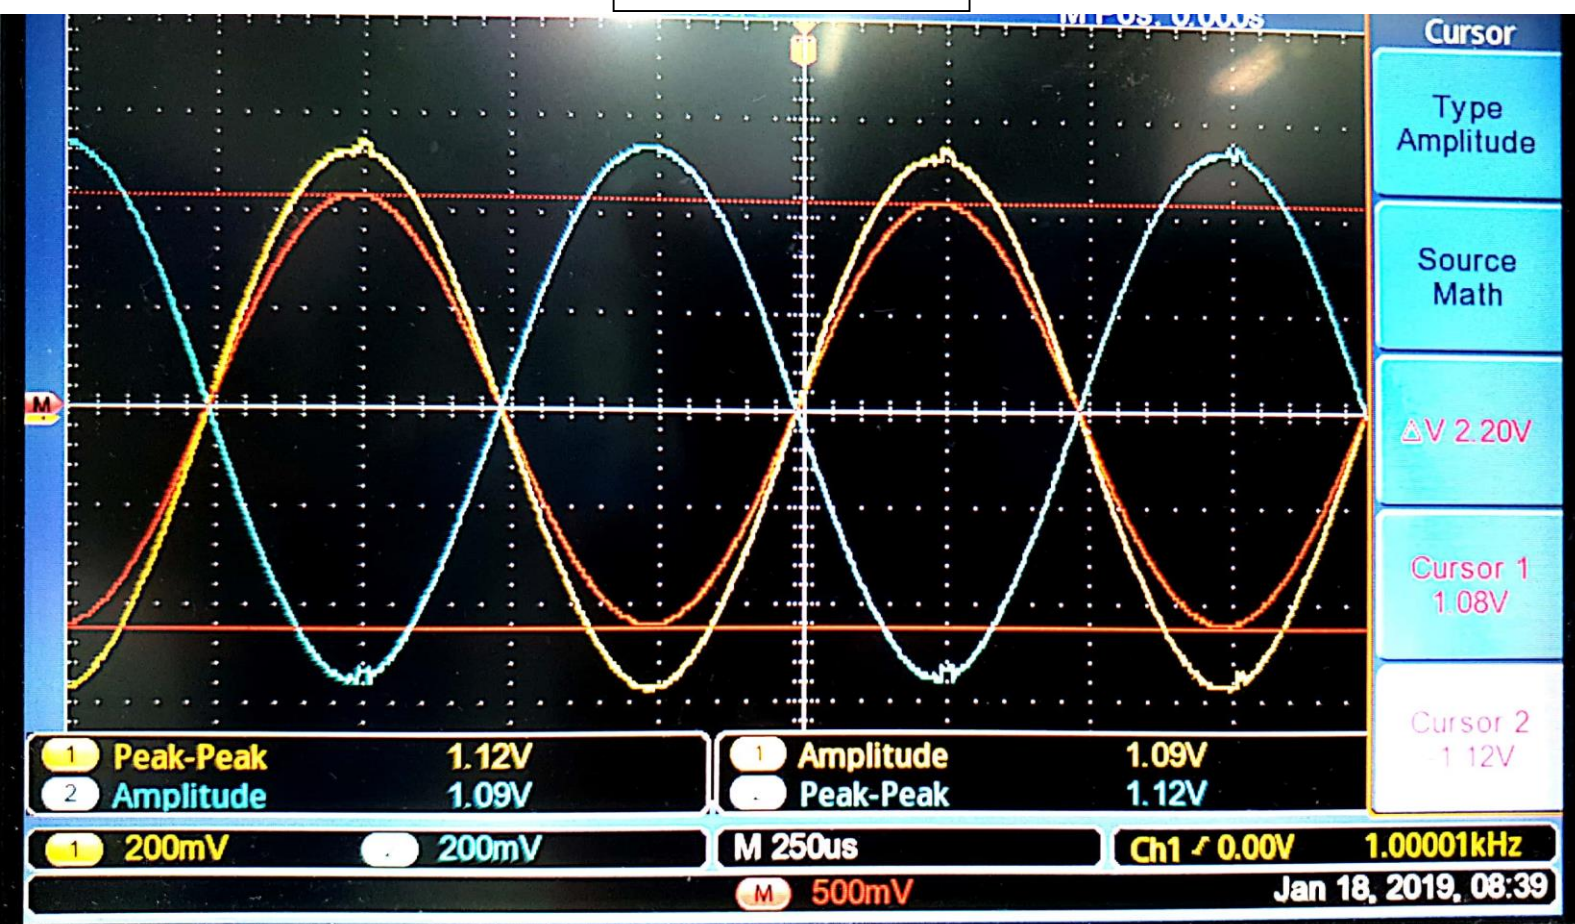 M Pos: 0.000s
Cursor
Type
Amplitude
Source
Math
△V 2.20V
Cursor 1
1.08V
Cursor 2
-1.12V
M
1 Peak-Peak 1.12V
2 Amplitude 1.09V
1 Amplitude 1.09V
Peak-Peak 1.12V
1 200mV 200mV
M 250us
Ch1 0.00V 1.00001kHz
M 500mV
Jan 18, 2019, 08:39